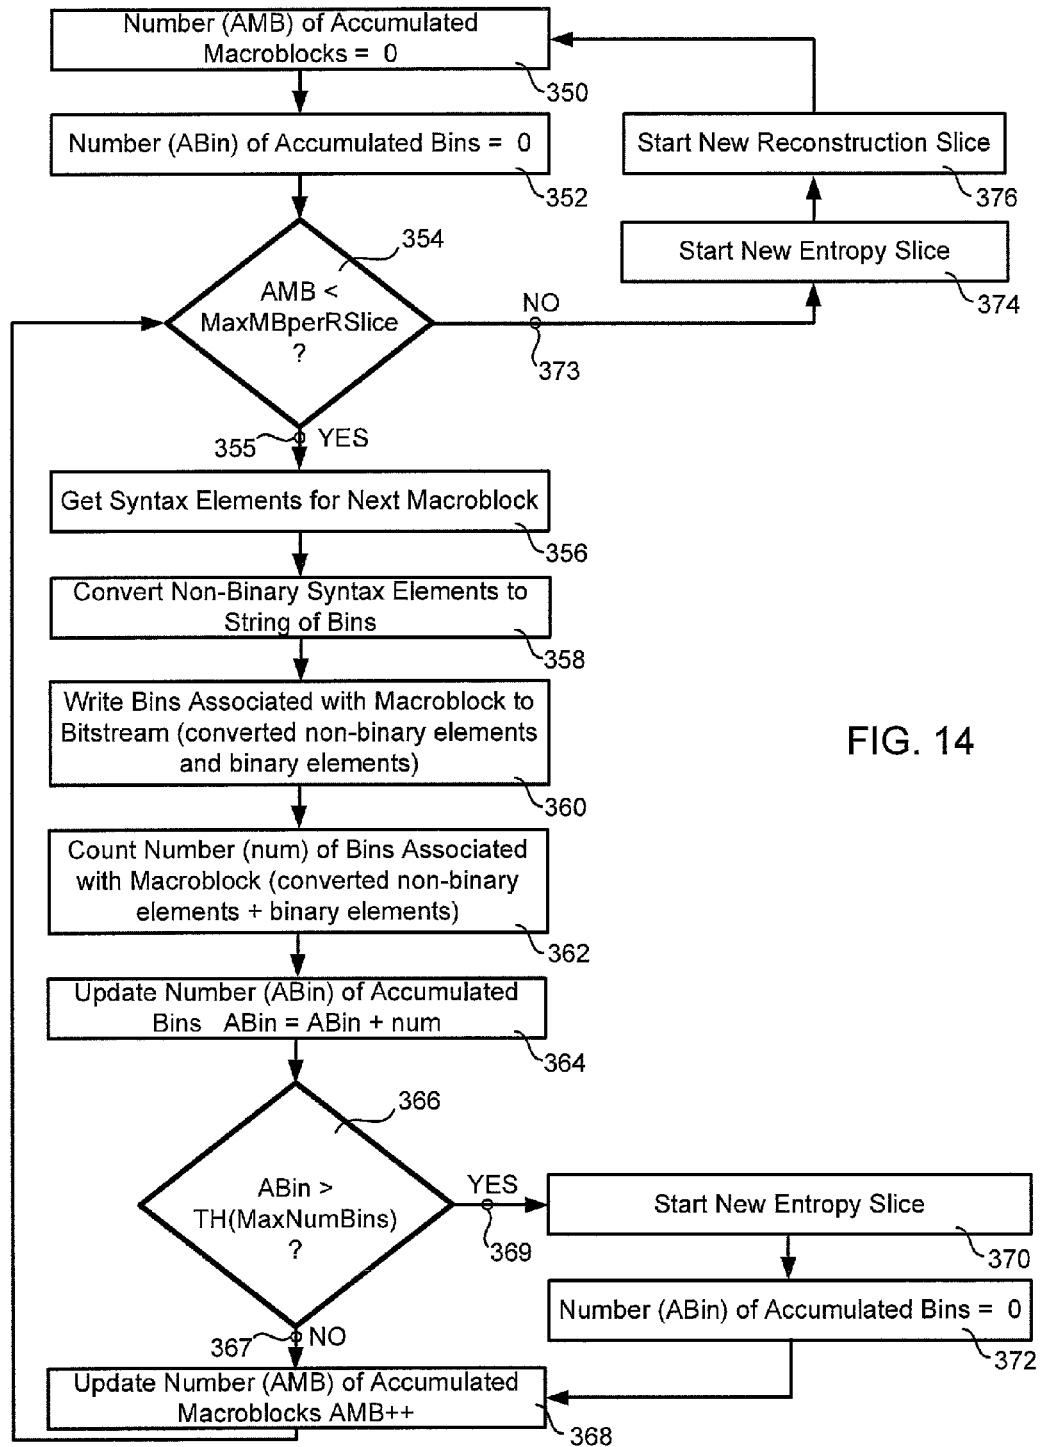 Number (AMB) of Accumulated
Macroblocks = 0
350
Number (ABin) of Accumulated Bins = 0
352
Start New Reconstruction Slice
376
Start New Entropy Slice
374
354
AMB <
MaxMBperRSlice
?
NO
373
355
YES
Get Syntax Elements for Next Macroblock
356
Convert Non-Binary Syntax Elements to
String of Bins
358
Write Bins Associated with Macroblock to
Bitstream (converted non-binary elements
and binary elements)
360
FIG. 14
Count Number (num) of Bins Associated
with Macroblock (converted non-binary
elements + binary elements)
362
Update Number (ABin) of Accumulated
Bins ABin = ABin + num
364
366
ABin >
TH(MaxNumBins)
?
YES
369
Start New Entropy Slice
370
Number (ABin) of Accumulated Bins = 0
372
367
NO
Update Number (AMB) of Accumulated
Macroblocks AMB++
368